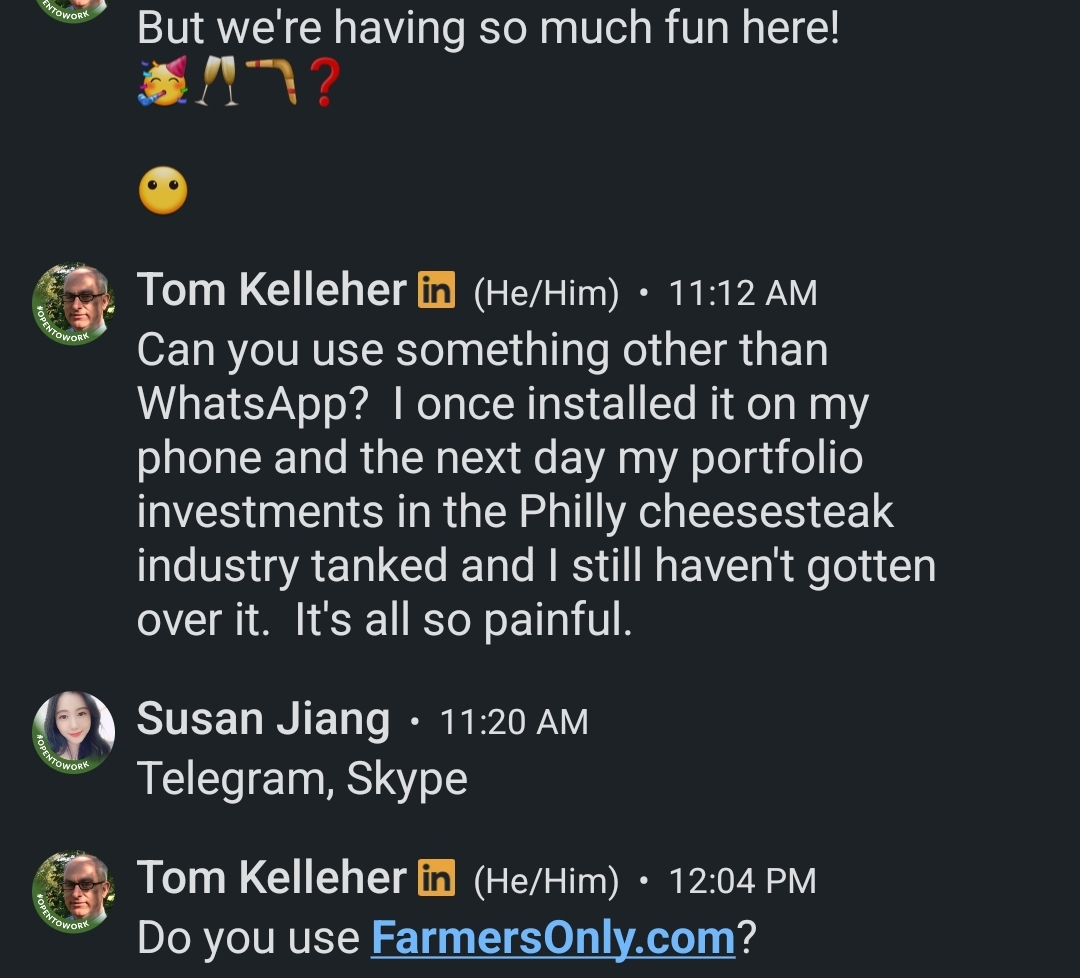 #OPENTOWORK
But we're having so much fun here!
🥳🥂🪃❓
😶
#OPENTOWORK
Tom Kelleher in (He/Him) • 11:12 AM
Can you use something other than
WhatsApp?  I once installed it on my
phone and the next day my portfolio
investments in the Philly cheesesteak
industry tanked and I still haven't gotten
over it.  It's all so painful.
#OPENTOWORK
Susan Jiang • 11:20 AM
Telegram, Skype
#OPENTOWORK
Tom Kelleher in (He/Him) • 12:04 PM
Do you use FarmersOnly.com?